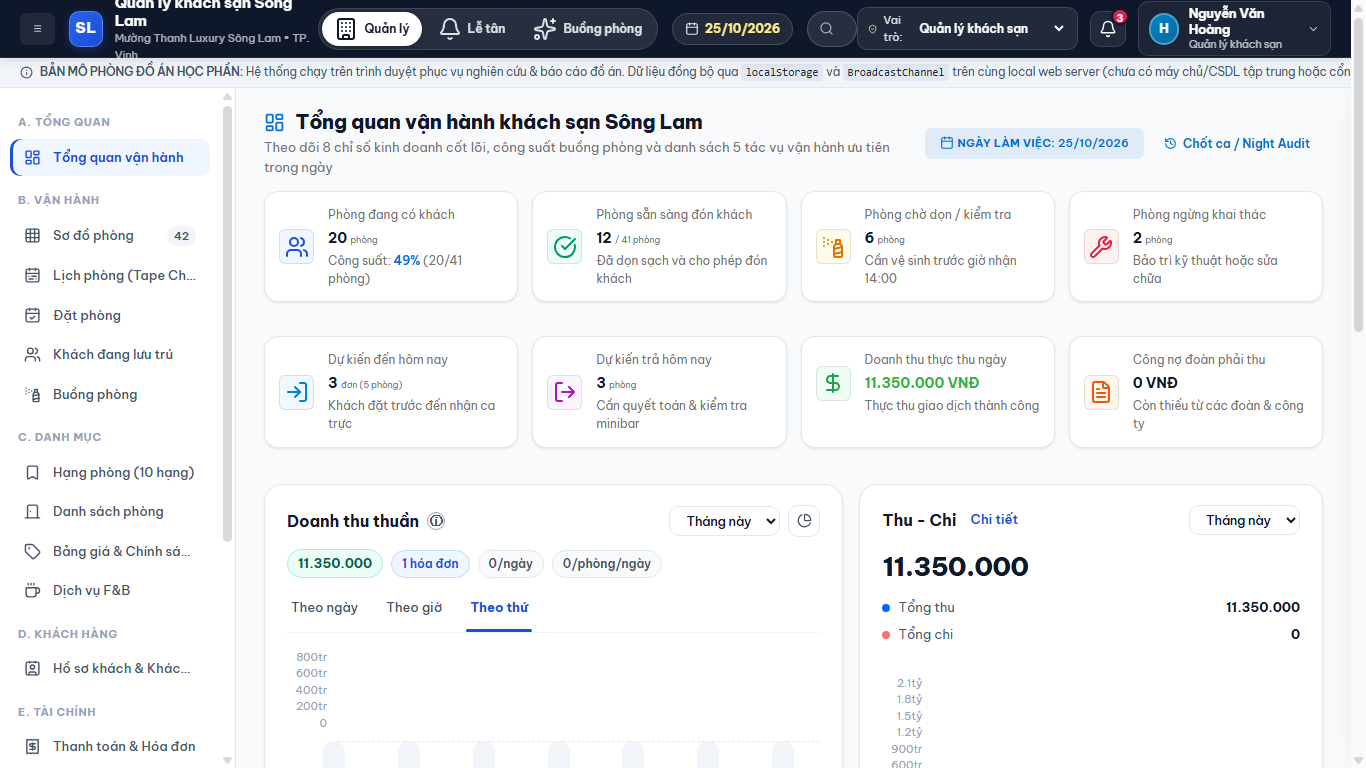 Quản lý khách sạn Sông
Lam
Mường Thanh Luxury Sông Lam • TP.
Vinh
SL
Quản lý
Lễ tân
Buồng phòng
25/10/2026
Vai
trò:
Quản lý khách sạn
3
H
Nguyễn Văn
Hoàng
Quản lý khách sạn
BẢN MÔ PHỎNG ĐỒ ÁN HỌC PHẦN: Hệ thống chạy trên trình duyệt phục vụ nghiên cứu & báo cáo đồ án. Dữ liệu đồng bộ qua localStorage và BroadcastChannel trên cùng local web server (chưa có máy chủ/CSDL tập trung hoặc cổn
A. TỔNG QUAN
Tổng quan vận hành
B. VẬN HÀNH
Sơ đồ phòng 42
Lịch phòng (Tape Ch...
Đặt phòng
Khách đang lưu trú
Buồng phòng
C. DANH MỤC
Hạng phòng (10 hạng)
Danh sách phòng
Bảng giá & Chính sá...
Dịch vụ F&B
D. KHÁCH HÀNG
Hồ sơ khách & Khác...
E. TÀI CHÍNH
Thanh toán & Hóa đơn
Tổng quan vận hành khách sạn Sông Lam
Theo dõi 8 chỉ số kinh doanh cốt lõi, công suất buồng phòng và danh sách 5 tác vụ vận hành ưu tiên
trong ngày
NGÀY LÀM VIỆC: 25/10/2026
Chốt ca / Night Audit
Phòng đang có khách
20 phòng
Công suất: 49% (20/41
phòng)
Phòng sẵn sàng đón khách
12 / 41 phòng
Đã dọn sạch và cho phép đón
khách
Phòng chờ dọn / kiểm tra
6 phòng
Cần vệ sinh trước giờ nhận
14:00
Phòng ngừng khai thác
2 phòng
Bảo trì kỹ thuật hoặc sửa
chữa
Dự kiến đến hôm nay
3 đơn (5 phòng)
Khách đặt trước đến nhận ca
trực
Dự kiến trả hôm nay
3 phòng
Cần quyết toán & kiểm tra
minibar
Doanh thu thực thu ngày
11.350.000 VNĐ
Thực thu giao dịch thành công
Công nợ đoàn phải thu
0 VNĐ
Còn thiếu từ các đoàn & công
ty
Doanh thu thuần
Tháng này
11.350.000
1 hóa đơn
0/ngày
0/phòng/ngày
Theo ngày
Theo giờ
Theo thứ
800tr
600tr
400tr
200tr
0
Thu - Chi
Chi tiết
Tháng này
11.350.000
Tổng thu 11.350.000
Tổng chi 0
2.1tỷ
1.8tỷ
1.5tỷ
1.2tỷ
900tr
600tr